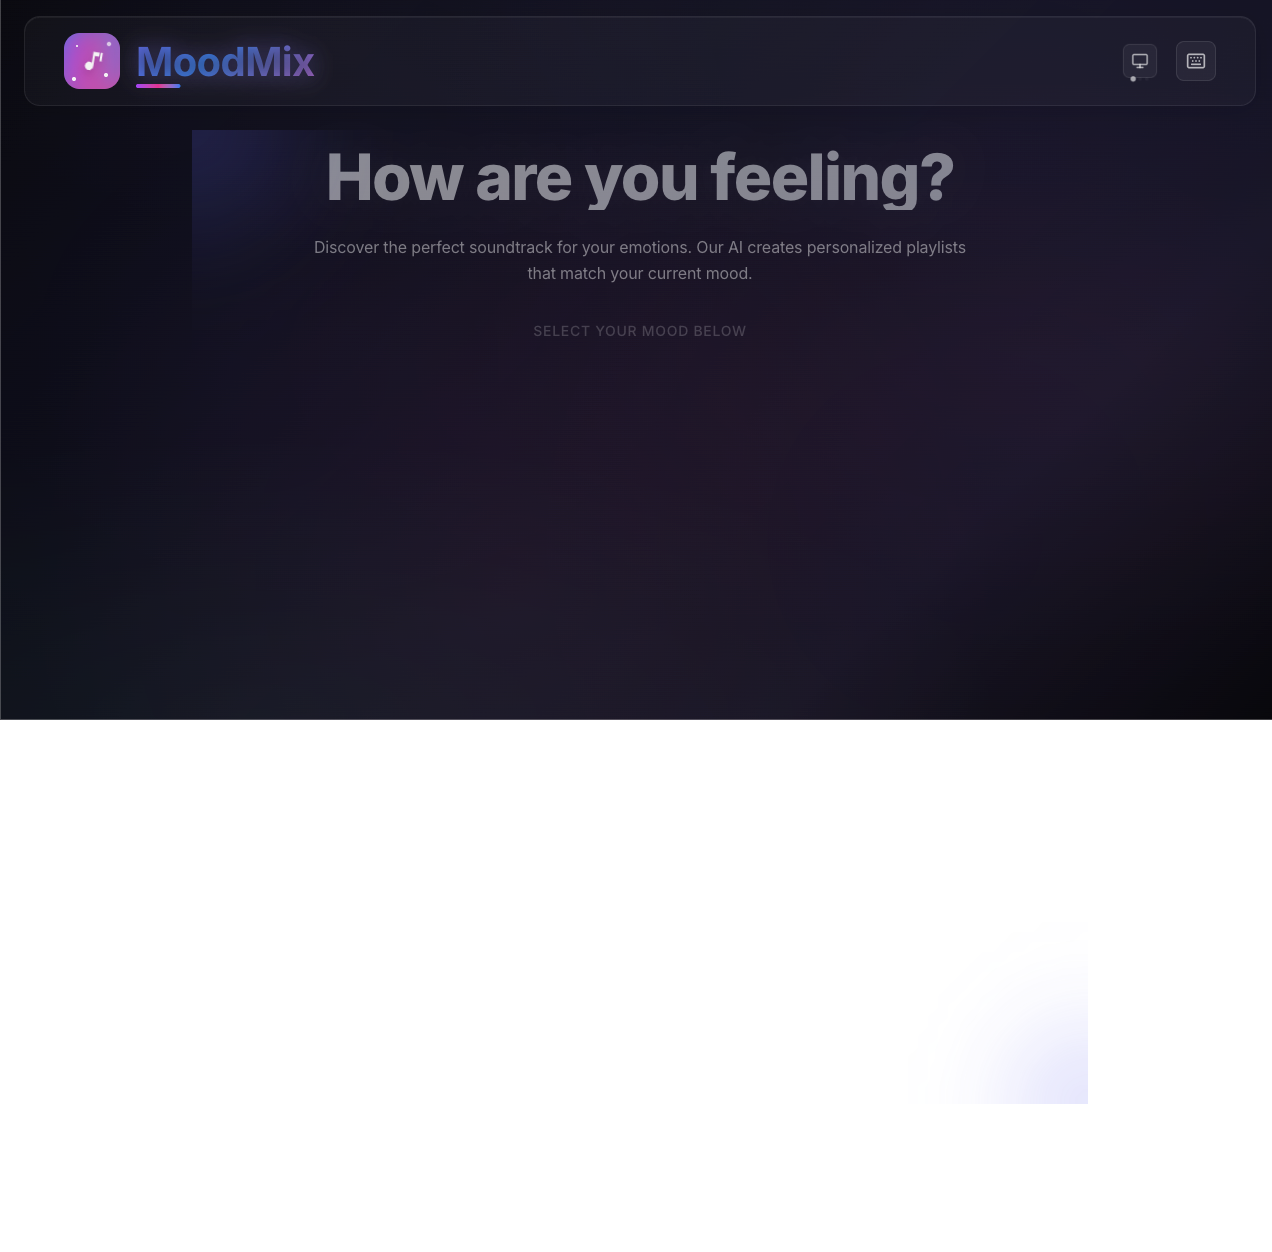 MoodMix
How are you feeling?
Discover the perfect soundtrack for your emotions. Our AI creates personalized playlists
that match your current mood.
SELECT YOUR MOOD BELOW